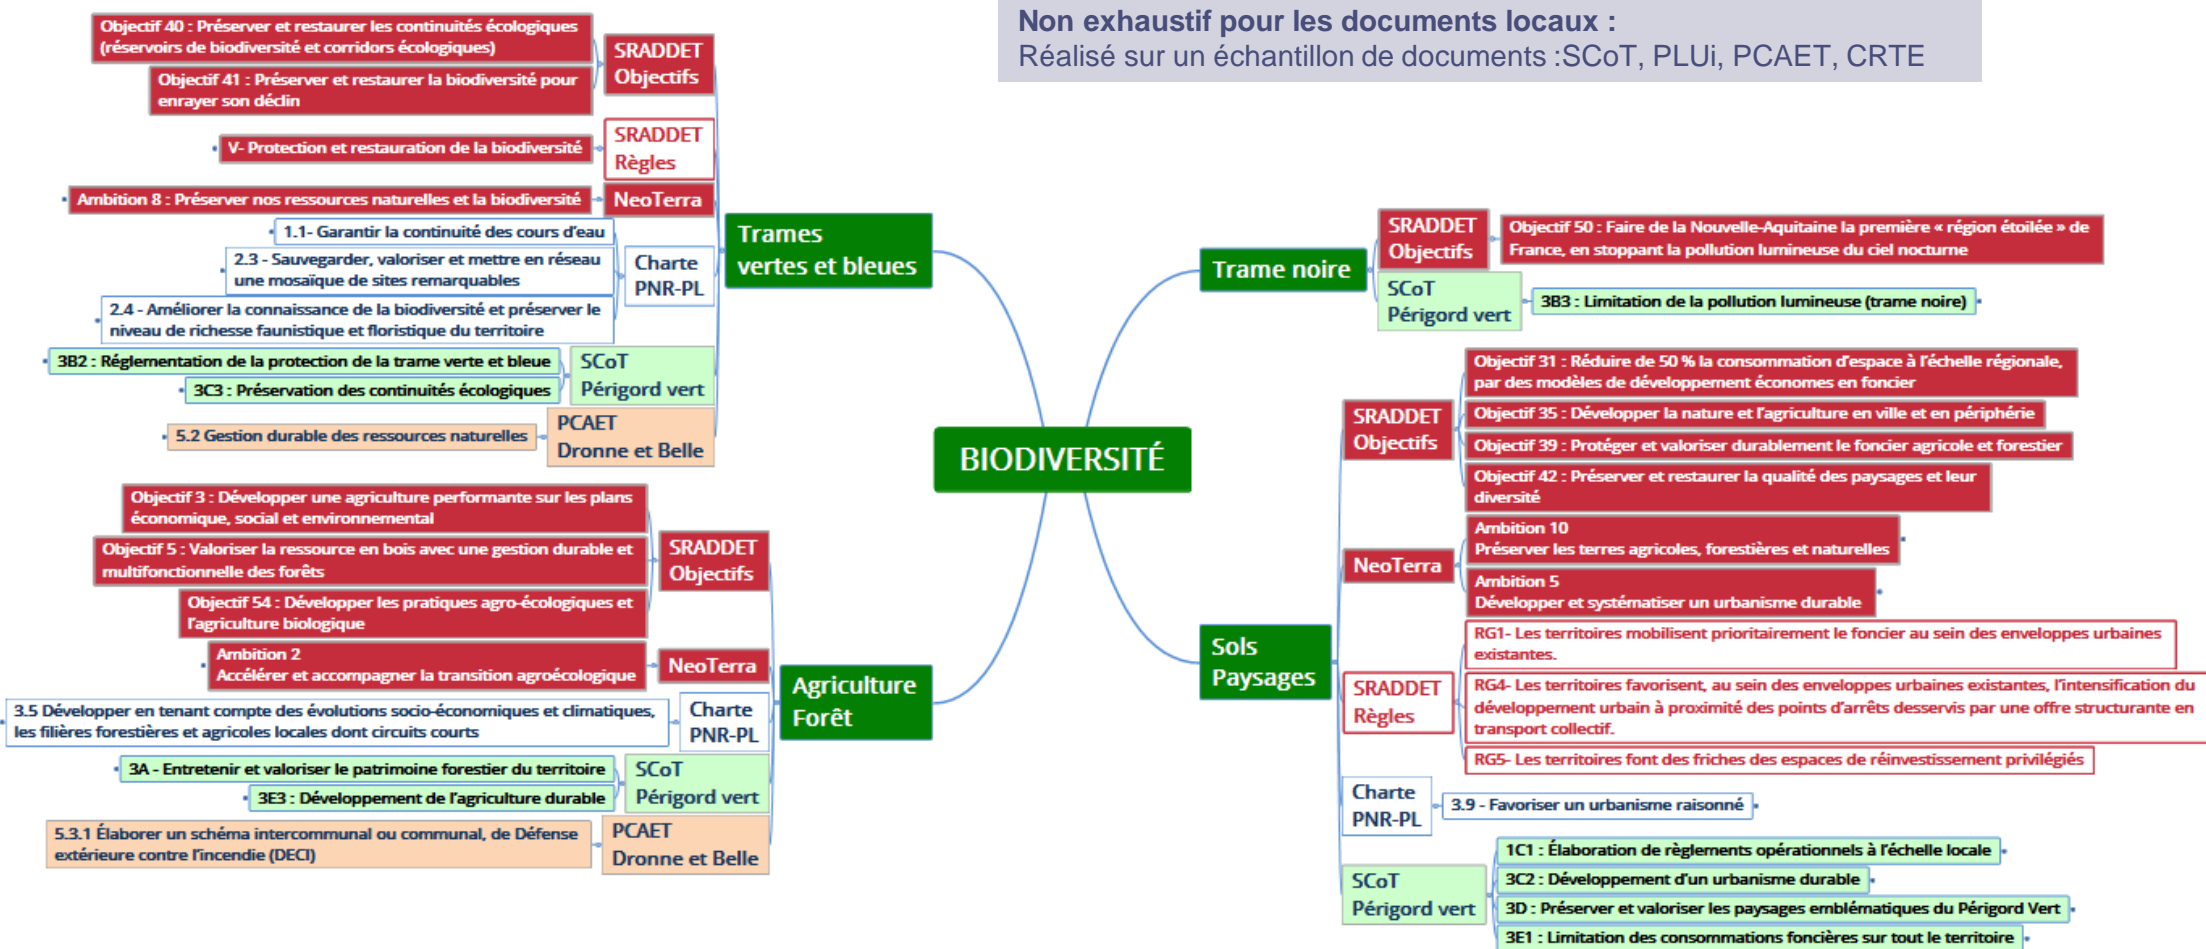 Non exhaustif pour les documents locaux :
Réalisé sur un échantillon de documents :SCoT, PLUi, PCAET, CRTE
BIODIVERSITÉ
Trames
vertes et bleues
SRADDET
Objectifs
Objectif 40 : Préserver et restaurer les continuités écologiques
(réservoirs de biodiversité et corridors écologiques)
Objectif 41 : Préserver et restaurer la biodiversité pour
enrayer son déclin
SRADDET
Règles
V- Protection et restauration de la biodiversité
NeoTerra
Ambition 8 : Préserver nos ressources naturelles et la biodiversité
Charte
PNR-PL
1.1- Garantir la continuité des cours d'eau
2.3 - Sauvegarder, valoriser et mettre en réseau
une mosaïque de sites remarquables
2.4 - Améliorer la connaissance de la biodiversité et préserver le
niveau de richesse faunistique et floristique du territoire
SCoT
Périgord vert
3B2 : Réglementation de la protection de la trame verte et bleue
3C3 : Préservation des continuités écologiques
PCAET
Dronne et Belle
5.2 Gestion durable des ressources naturelles
Agriculture
Forêt
SRADDET
Objectifs
Objectif 3 : Développer une agriculture performante sur les plans
économique, social et environnemental
Objectif 5 : Valoriser la ressource en bois avec une gestion durable et
multifonctionnelle des forêts
Objectif 54 : Développer les pratiques agro-écologiques et
l'agriculture biologique
NeoTerra
Ambition 2
Accélérer et accompagner la transition agroécologique
Charte
PNR-PL
3.5 Développer en tenant compte des évolutions socio-économiques et climatiques,
les filières forestières et agricoles locales dont circuits courts
SCoT
Périgord vert
3A - Entretenir et valoriser le patrimoine forestier du territoire
3E3 : Développement de l'agriculture durable
PCAET
Dronne et Belle
5.3.1 Élaborer un schéma intercommunal ou communal, de Défense
extérieure contre l'incendie (DECI)
Trame noire
SRADDET
Objectifs
Objectif 50 : Faire de la Nouvelle-Aquitaine la première « région étoilée » de
France, en stoppant la pollution lumineuse du ciel nocturne
SCoT
Périgord vert
3B3 : Limitation de la pollution lumineuse (trame noire)
Sols
Paysages
SRADDET
Objectifs
Objectif 31 : Réduire de 50 % la consommation d'espace à l'échelle régionale,
par des modèles de développement économes en foncier
Objectif 35 : Développer la nature et l'agriculture en ville et en périphérie
Objectif 39 : Protéger et valoriser durablement le foncier agricole et forestier
Objectif 42 : Préserver et restaurer la qualité des paysages et leur
diversité
NeoTerra
Ambition 10
Préserver les terres agricoles, forestières et naturelles
Ambition 5
Développer et systématiser un urbanisme durable
SRADDET
Règles
RG1- Les territoires mobilisent prioritairement le foncier au sein des enveloppes urbaines
existantes.
RG4- Les territoires favorisent, au sein des enveloppes urbaines existantes, l'intensification du
développement urbain à proximité des points d'arrêts desservis par une offre structurante en
transport collectif.
RG5- Les territoires font des friches des espaces de réinvestissement privilégiés
Charte
PNR-PL
3.9 - Favoriser un urbanisme raisonné
SCoT
Périgord vert
1C1 : Élaboration de règlements opérationnels à l'échelle locale
3C2 : Développement d'un urbanisme durable
3D : Préserver et valoriser les paysages emblématiques du Périgord Vert
3E1 : Limitation des consommations foncières sur tout le territoire